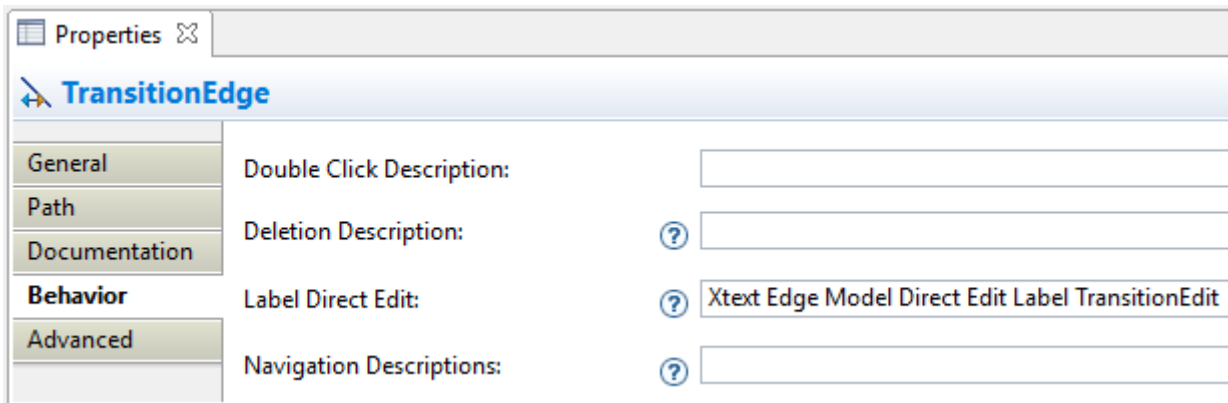 Properties
TransitionEdge
General
Path
Documentation
Behavior
Advanced
Double Click Description:
Deletion Description:
?
Label Direct Edit:
? Xtext Edge Model Direct Edit Label TransitionEdit
Navigation Descriptions:
?